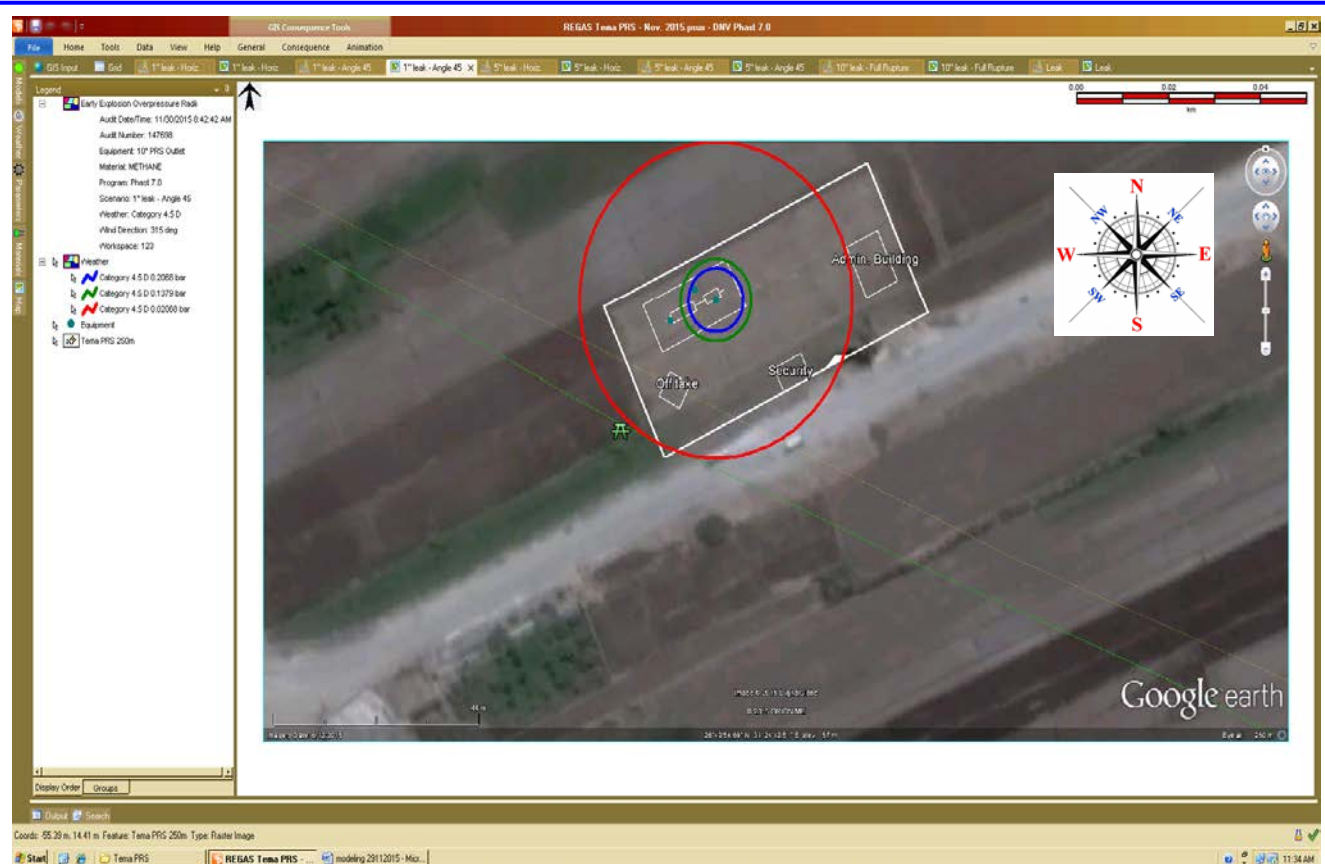 GIS Consequence Tools
REGAS Tema PRS - Nov. 2015 psux - DNV Phast 7.0
File Home Tools Data View Help General Consequence Animation
GIS Input Grid 1" leak - Horiz 1" leak - Horiz 1" leak - Angle 45 1" leak - Angle 45 X 5" leak - Horiz 5" leak - Horiz 5" leak - Angle 45 5" leak - Angle 45 10" leak - Full Rupture 10" leak - Full Rupture Leak Leak
Models
Weather
Parameters
Materials
Map
Legend
Early Explosion Overpressure Radii
Audit Date/Time: 11/30/2015 8:42:42 AM
Audit Number: 147698
Equipment: 10" PRS Outlet
Material: METHANE
Program: Phast 7.0
Scenario: 1" leak - Angle 45
Weather: Category 4.5 D
Wind Direction: 315 deg
Workspace: 123
Weather
Category 4.5 D 0.2068 bar
Category 4.5 D 0.1379 bar
Category 4.5 D 0.02068 bar
Equipment
Tema PRS 250m
0.00 0.02 0.04
km
N
NW NE
W E
SW SE
S
Admin. Building
Off take
Security
Google earth
Display Order Groups
Output Search
Coords: -55.39 m, 14.41 m Feature: Tema PRS 250m Type: Raster Image
Start Tema PRS REGAS Tema PRS - ... modeling 29112015 - Micr... 11:34 AM